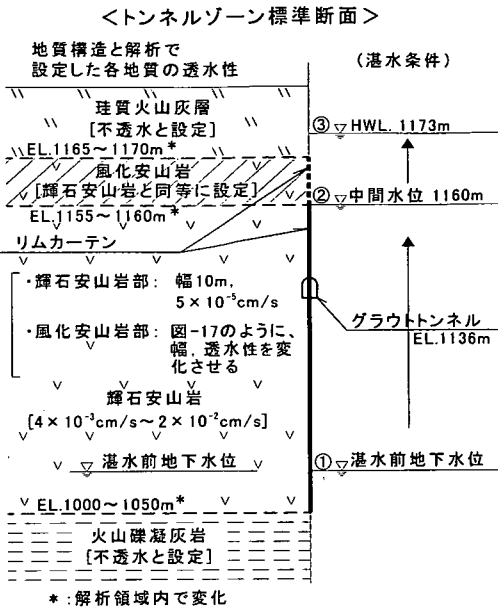 <トンネルゾーン標準断面>
地質構造と解析で
設定した各地質の透水性
(湛水条件)
珪質火山灰層
[不透水と設定]
③ HWL. 1173m
EL.1165~1170m*
風化安山岩
[輝石安山岩と同等に設定]
② 中間水位 1160m
EL.1155~1160m*
リムカーテン
・輝石安山岩部: 幅10m,
5×10⁻⁵cm/s
グラウトトンネル
EL.1136m
・風化安山岩部: 図-17のように、
幅, 透水性を変
化させる
輝石安山岩
[4×10⁻³cm/s~2×10⁻²cm/s]
湛水前地下水位
① 湛水前地下水位
EL.1000~1050m*
火山礫凝灰岩
[不透水と設定]
*:解析領域内で変化